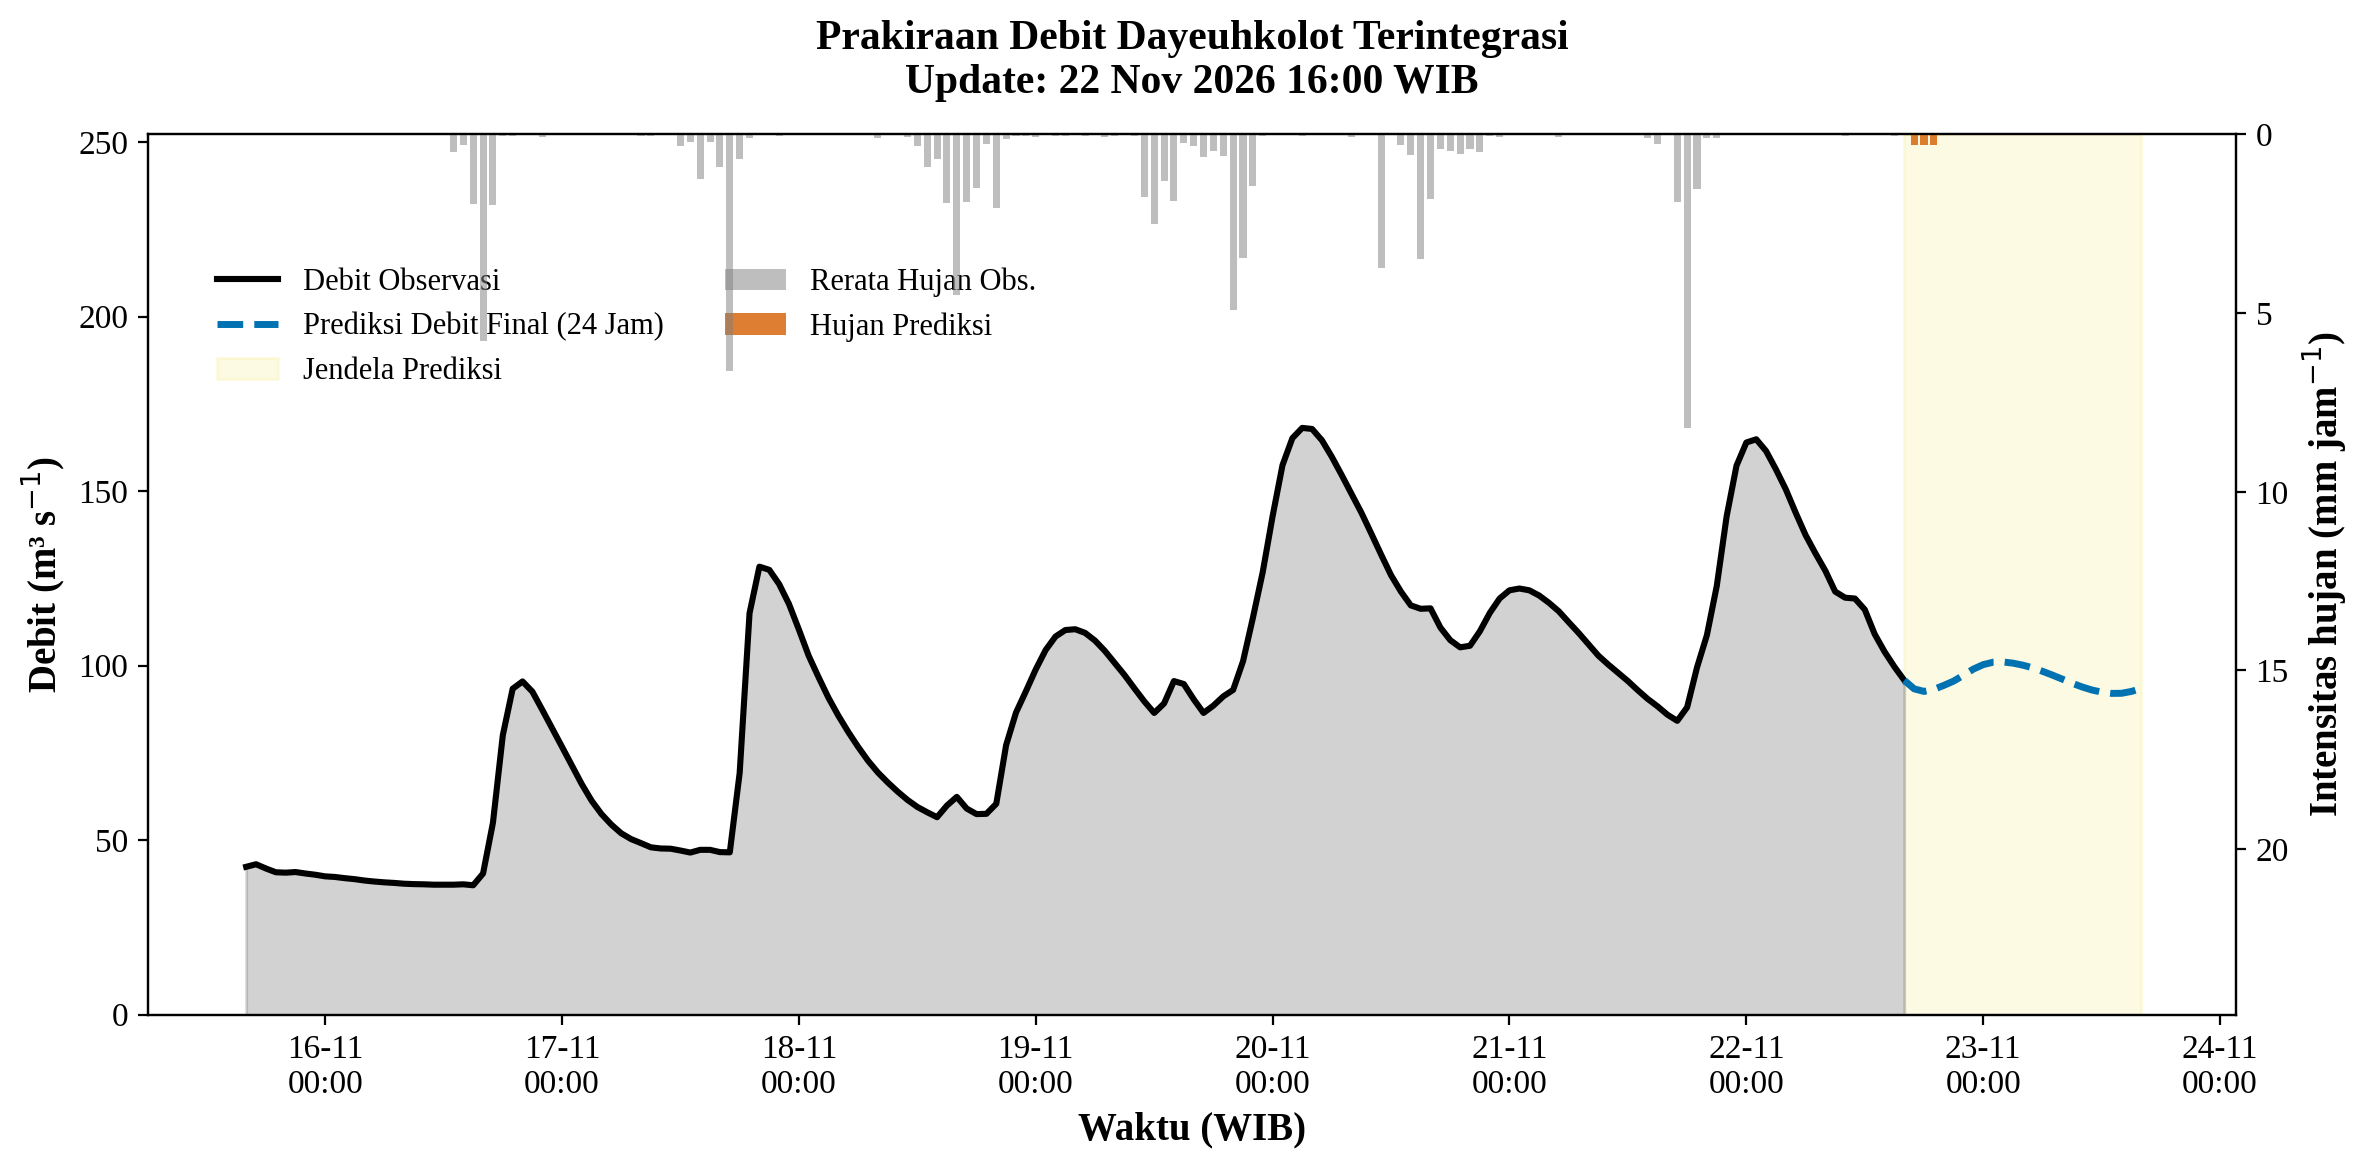 Prakiraan Debit Dayeuhkolot Terintegrasi
Update: 22 Nov 2026 16:00 WIB
Debit (m³ s⁻¹)
250
200
150
100
50
0
Debit Observasi
Prediksi Debit Final (24 Jam)
Jendela Prediksi
Rerata Hujan Obs.
Hujan Prediksi
0
5
10
15
20
Intensitas hujan (mm jam⁻¹)
16-11 17-11 18-11 19-11 20-11 21-11 22-11 23-11 24-11
00:00 00:00 00:00 00:00 00:00 00:00 00:00 00:00 00:00
Waktu (WIB)